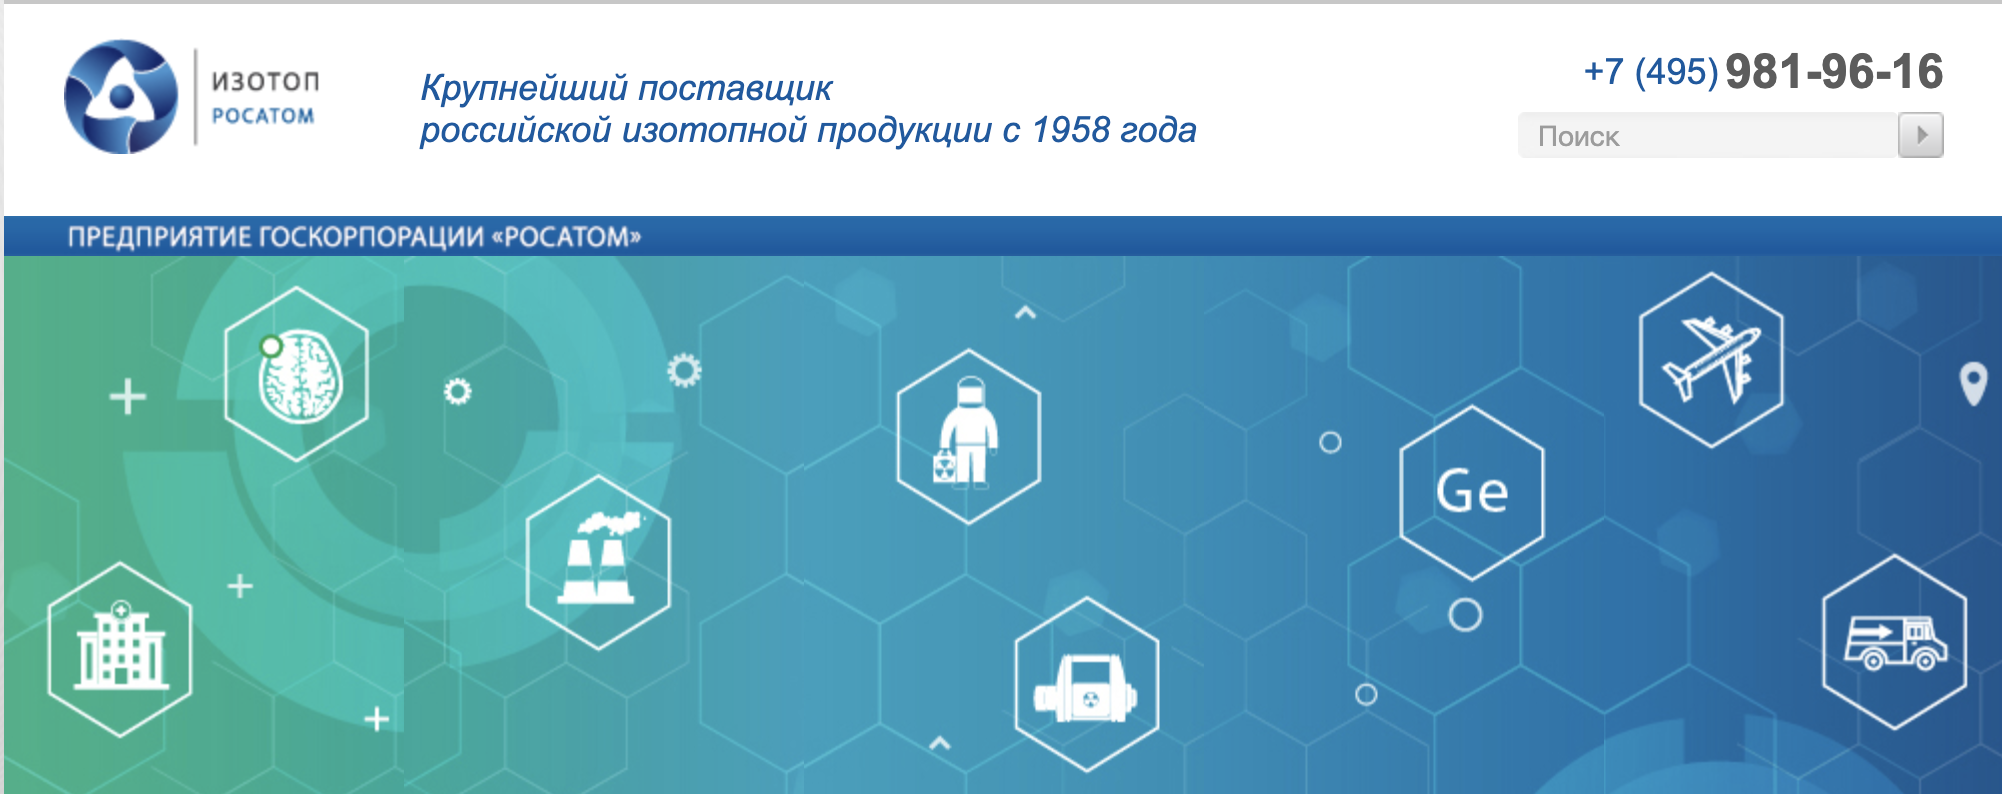 ИЗОТОП
РОСАТОМ
Крупнейший поставщик
российской изотопной продукции с 1958 года
+7 (495) 981-96-16
Поиск
ПРЕДПРИЯТИЕ ГОСКОРПОРАЦИИ «РОСАТОМ»
Ge